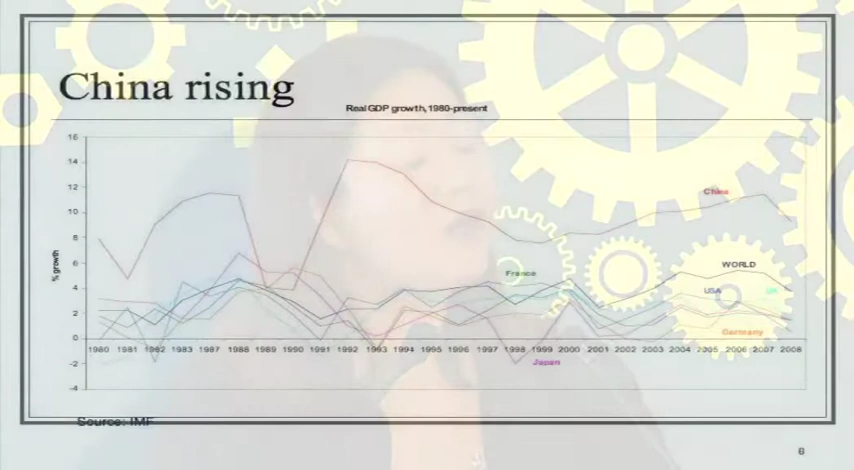 China rising
Real GDP growth, 1980-present
16
14
12
10
8
6
4
2
0
-2
-4
% growth
China
France
WORLD
USA
Germany
Japan
1980 1981 1982 1983 1987 1988 1989 1990 1991 1992 1993 1994 1995 1996 1997 1998 1999 2000 2001 2002 2003 2004 2005 2006 2007 2008
Source: IMF
6